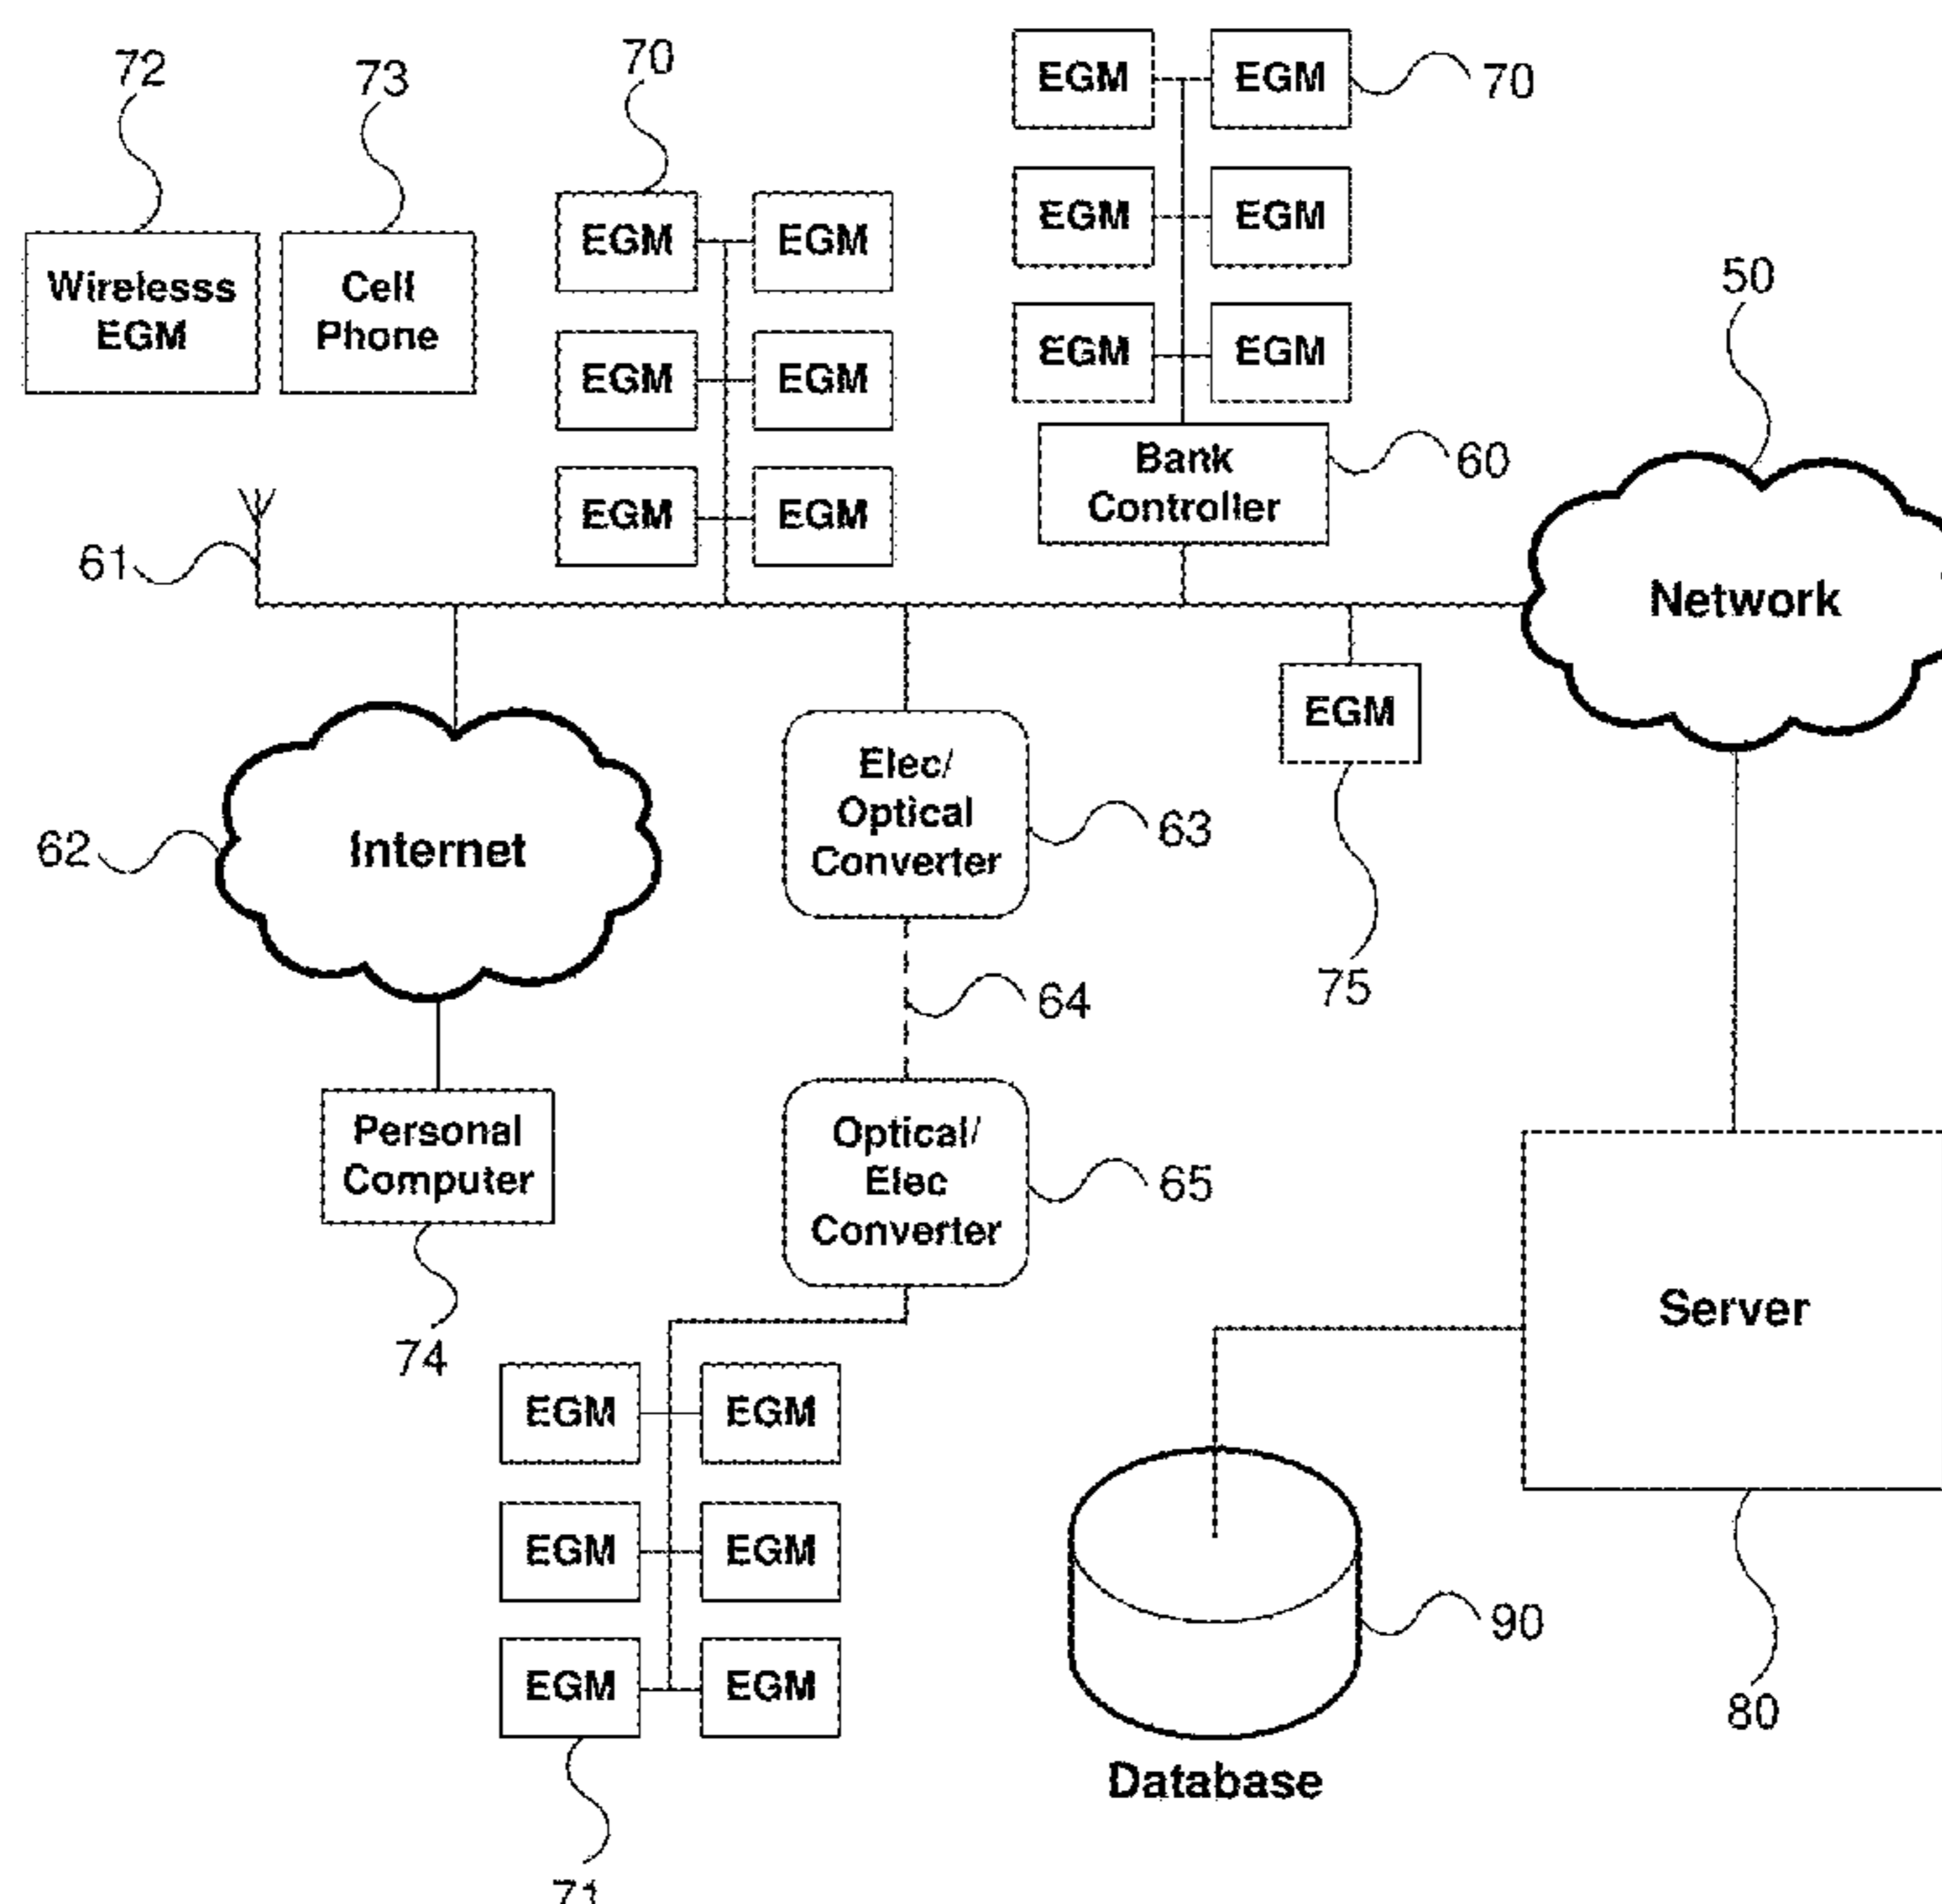 72
73
70
EGM
EGM
70
EGM
EGM
EGM
EGM
Wirelesss
EGM
Cell
Phone
EGM
EGM
EGM
EGM
EGM
EGM
50
Bank
Controller
60
61
Network
EGM
75
Elec/
Optical
Converter
63
62
Internet
64
Personal
Computer
74
Optical/
Elec
Converter
65
Server
80
EGM
EGM
EGM
EGM
EGM
EGM
71
90
Database